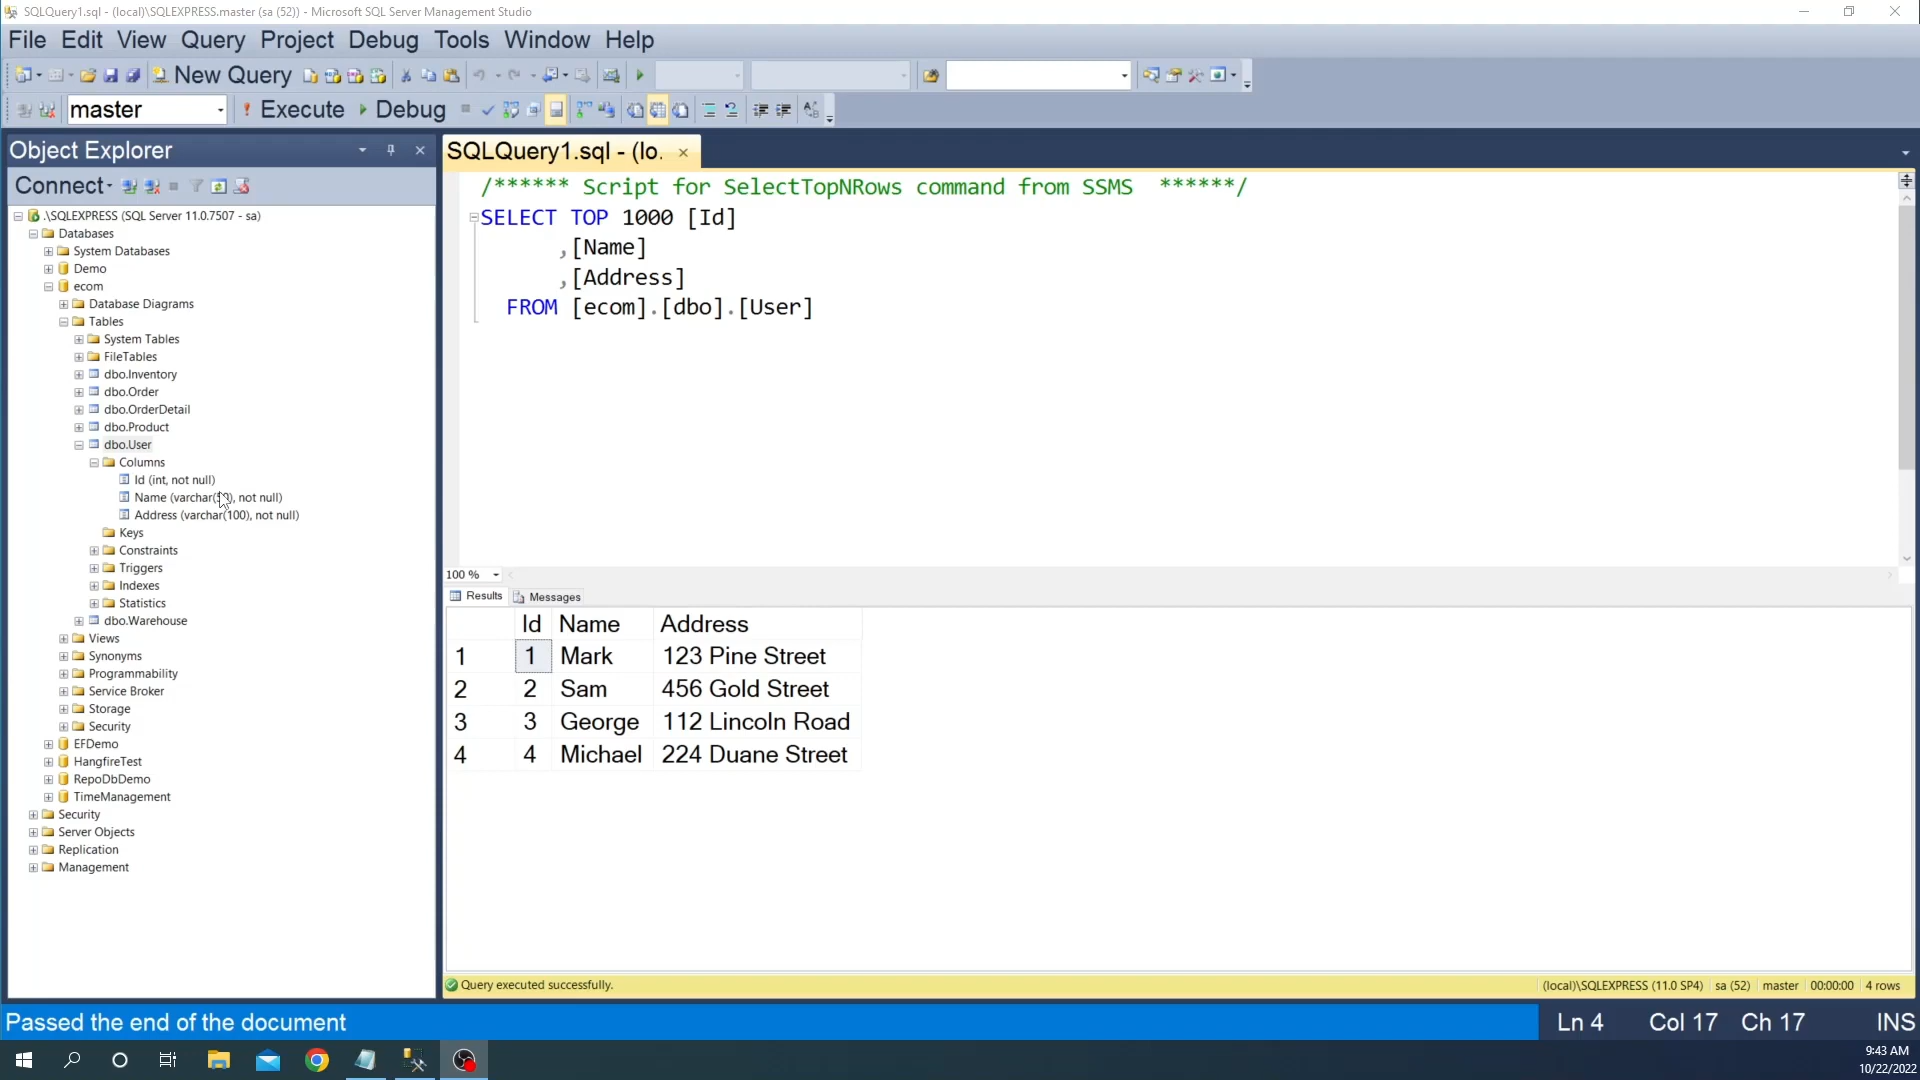 SQLQuery1.sql - (local)\SQLEXPRESS.master (sa (52)) - Microsoft SQL Server Management Studio
File Edit View Query Project Debug Tools Window Help
New Query
master Execute Debug
Object Explorer
Connect
.\SQLEXPRESS (SQL Server 11.0.7507 - sa)
Databases
System Databases
Demo
ecom
Database Diagrams
Tables
System Tables
FileTables
dbo.Inventory
dbo.Order
dbo.OrderDetail
dbo.Product
dbo.User
Columns
Id (int, not null)
Name (varchar(50), not null)
Address (varchar(100), not null)
Keys
Constraints
Triggers
Indexes
Statistics
dbo.Warehouse
Views
Synonyms
Programmability
Service Broker
Storage
Security
EFDemo
HangfireTest
RepoDbDemo
TimeManagement
Security
Server Objects
Replication
Management
SQLQuery1.sql - (lo.
/****** Script for SelectTopNRows command from SSMS  ******/
SELECT TOP 1000 [Id]
,[Name]
,[Address]
FROM [ecom].[dbo].[User]
100 %
Results Messages
Id Name Address
1 1 Mark 123 Pine Street
2 2 Sam 456 Gold Street
3 3 George 112 Lincoln Road
4 4 Michael 224 Duane Street
Query executed successfully. (local)\SQLEXPRESS (11.0 SP4) sa (52) master 00:00:00 4 rows
Passed the end of the document Ln 4 Col 17 Ch 17 INS
9:43 AM
10/22/2022